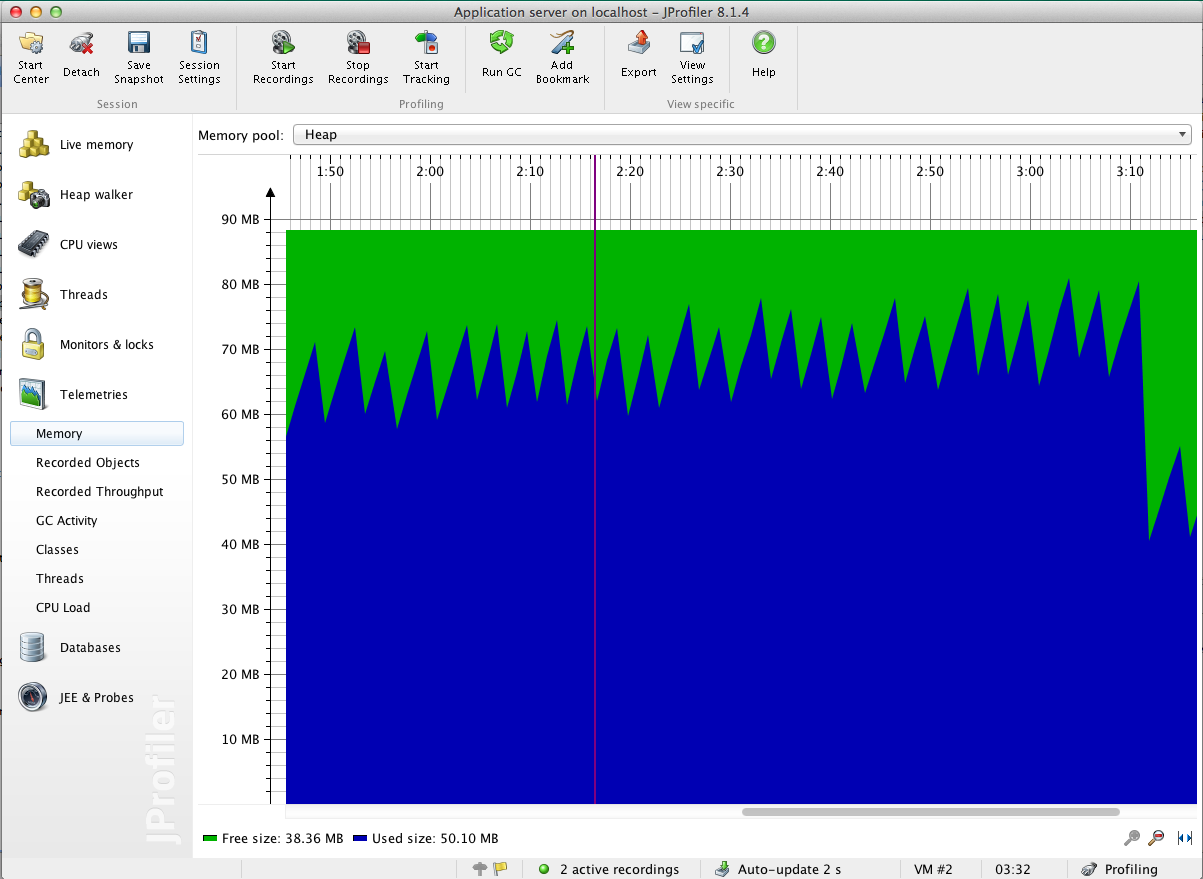 Application server on localhost – JProfiler 8.1.4
Start Center
Detach
Save Snapshot
Session Settings
Start Recordings
Stop Recordings
Start Tracking
Run GC
Add Bookmark
Export
View Settings
Help
Session
Profiling
View specific
Live memory
Heap walker
CPU views
Threads
Monitors & locks
Telemetries
Memory
Recorded Objects
Recorded Throughput
GC Activity
Classes
Threads
CPU Load
Databases
JEE & Probes
JProfiler
Memory pool: Heap
1:50 2:00 2:10 2:20 2:30 2:40 2:50 3:00 3:10
90 MB
80 MB
70 MB
60 MB
50 MB
40 MB
30 MB
20 MB
10 MB
Free size: 38.36 MB Used size: 50.10 MB
2 active recordings Auto-update 2 s VM #2 03:32 Profiling